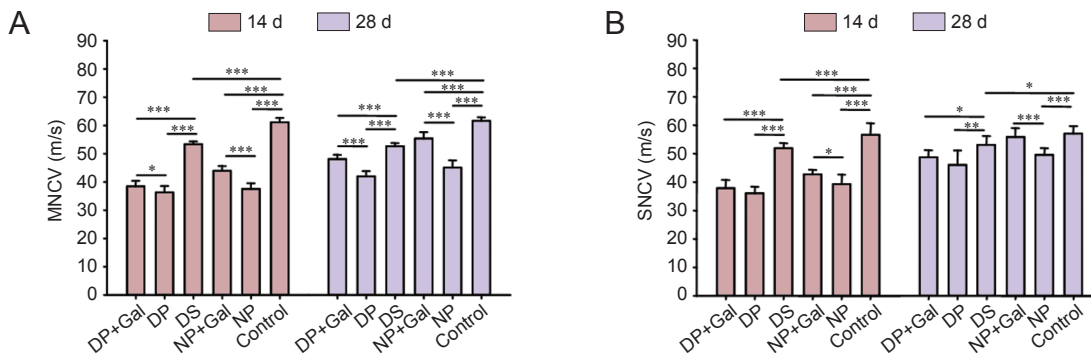 A
14 d
28 d
MNCV (m/s)
90
80
70
60
50
40
30
20
10
0
***
***
***
***
***
***
*
***
***
***
***
***
***
***
***
DP+Gal
DP
DS
NP+Gal
NP
Control
DP+Gal
DP
DS
NP+Gal
NP
Control
B
14 d
28 d
SNCV (m/s)
90
80
70
60
50
40
30
20
10
0
***
***
***
***
***
*
*
*
**
***
***
DP+Gal
DP
DS
NP+Gal
NP
Control
DP+Gal
DP
DS
NP+Gal
NP
Control